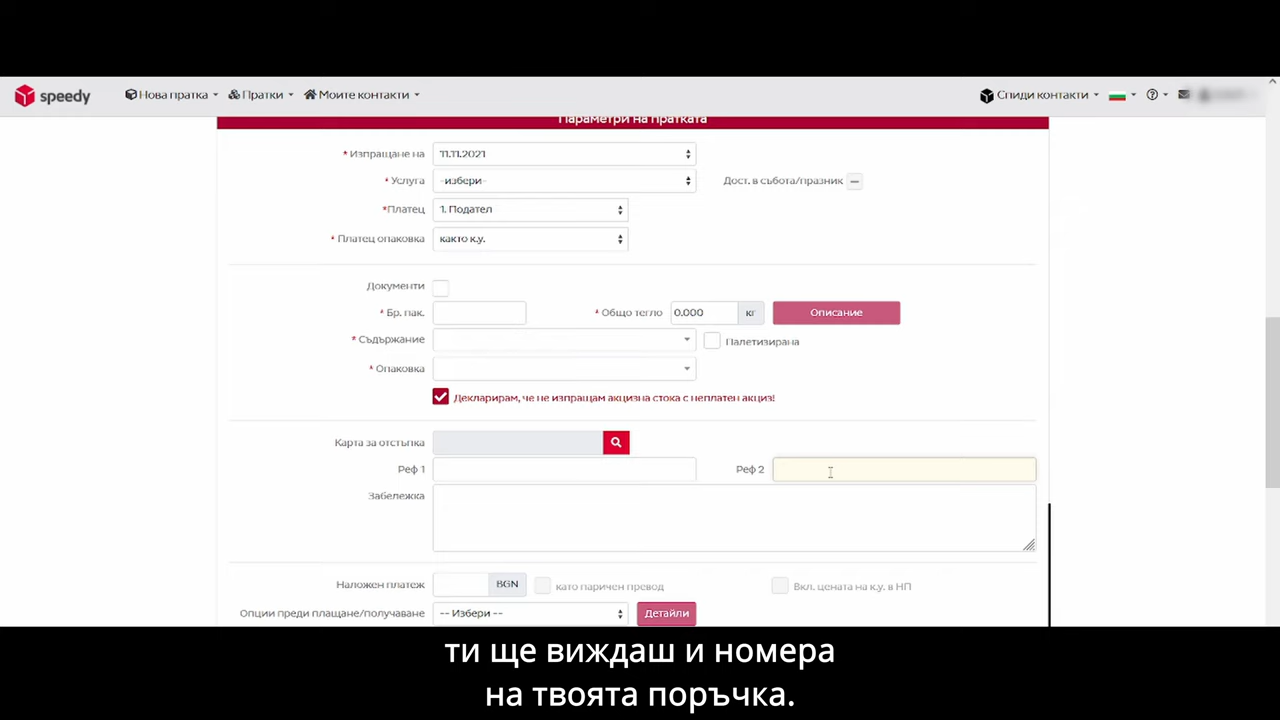 speedy Нова пратка Пратки Моите контакти Спиди контакти
Параметри на пратката
* Изпращане на 11.11.2021
* Услуга -избери- Дост. в събота/празник
*Платец 1. Подател
* Платец опаковка както к.у.
Документи
* Бр. пак. * Общо тегло 0.000 кг Описание
* Съдържание Палетизирана
* Опаковка
Декларирам, че не изпращам акцизна стока с неплатен акциз!
Карта за отстъпка
Реф 1 Реф 2
Забележка
Наложен платеж BGN като паричен превод Вкл. цената на к.у. в НП
Опции преди плащане/получаване -- Избери -- Детайли
ти ще виждаш и номера
на твоята поръчка.